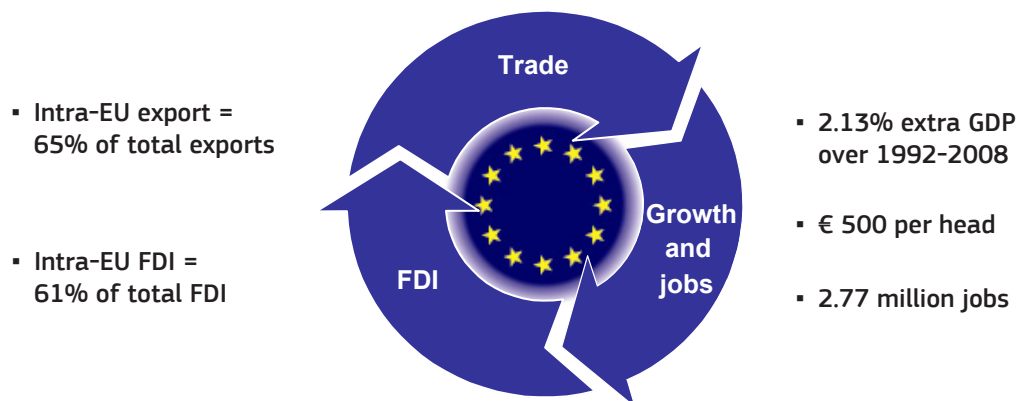 Trade
▪ Intra-EU export =
65% of total exports
▪ Intra-EU FDI =
61% of total FDI
FDI
Growth
and
jobs
▪ 2.13% extra GDP
over 1992-2008
▪ € 500 per head
▪ 2.77 million jobs